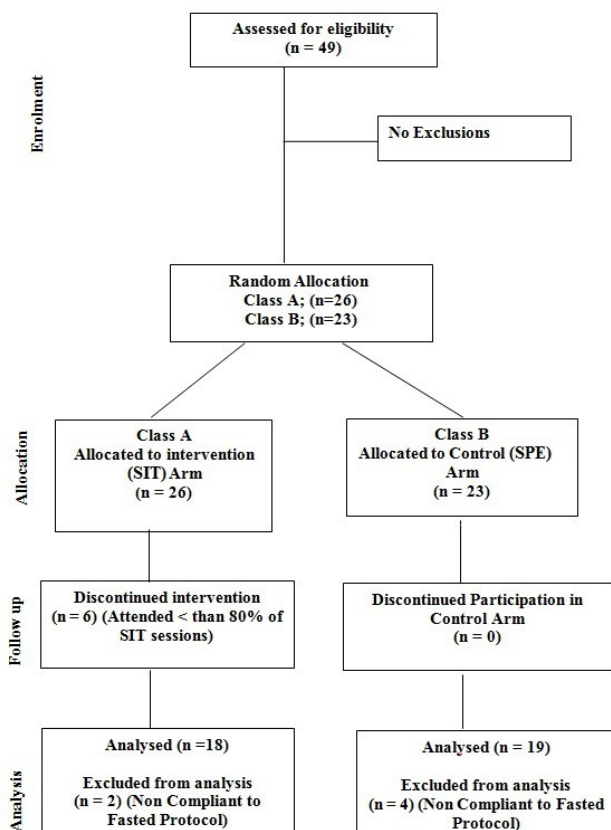 Enrolment
Assessed for eligibility
(n = 49)
No Exclusions
Random Allocation
Class A; (n=26)
Class B; (n=23)
Allocation
Class A
Allocated to intervention
(SIT) Arm
(n = 26)
Class B
Allocated to Control (SPE)
Arm
(n = 23)
Follow up
Discontinued intervention
(n = 6) (Attended < than 80% of
SIT sessions)
Discontinued Participation in
Control Arm
(n = 0)
Analysis
Analysed (n =18)
Excluded from analysis
(n = 2) (Non Compliant to
Fasted Protocol)
Analysed (n = 19)
Excluded from analysis
(n = 4) (Non Compliant to Fasted
Protocol)